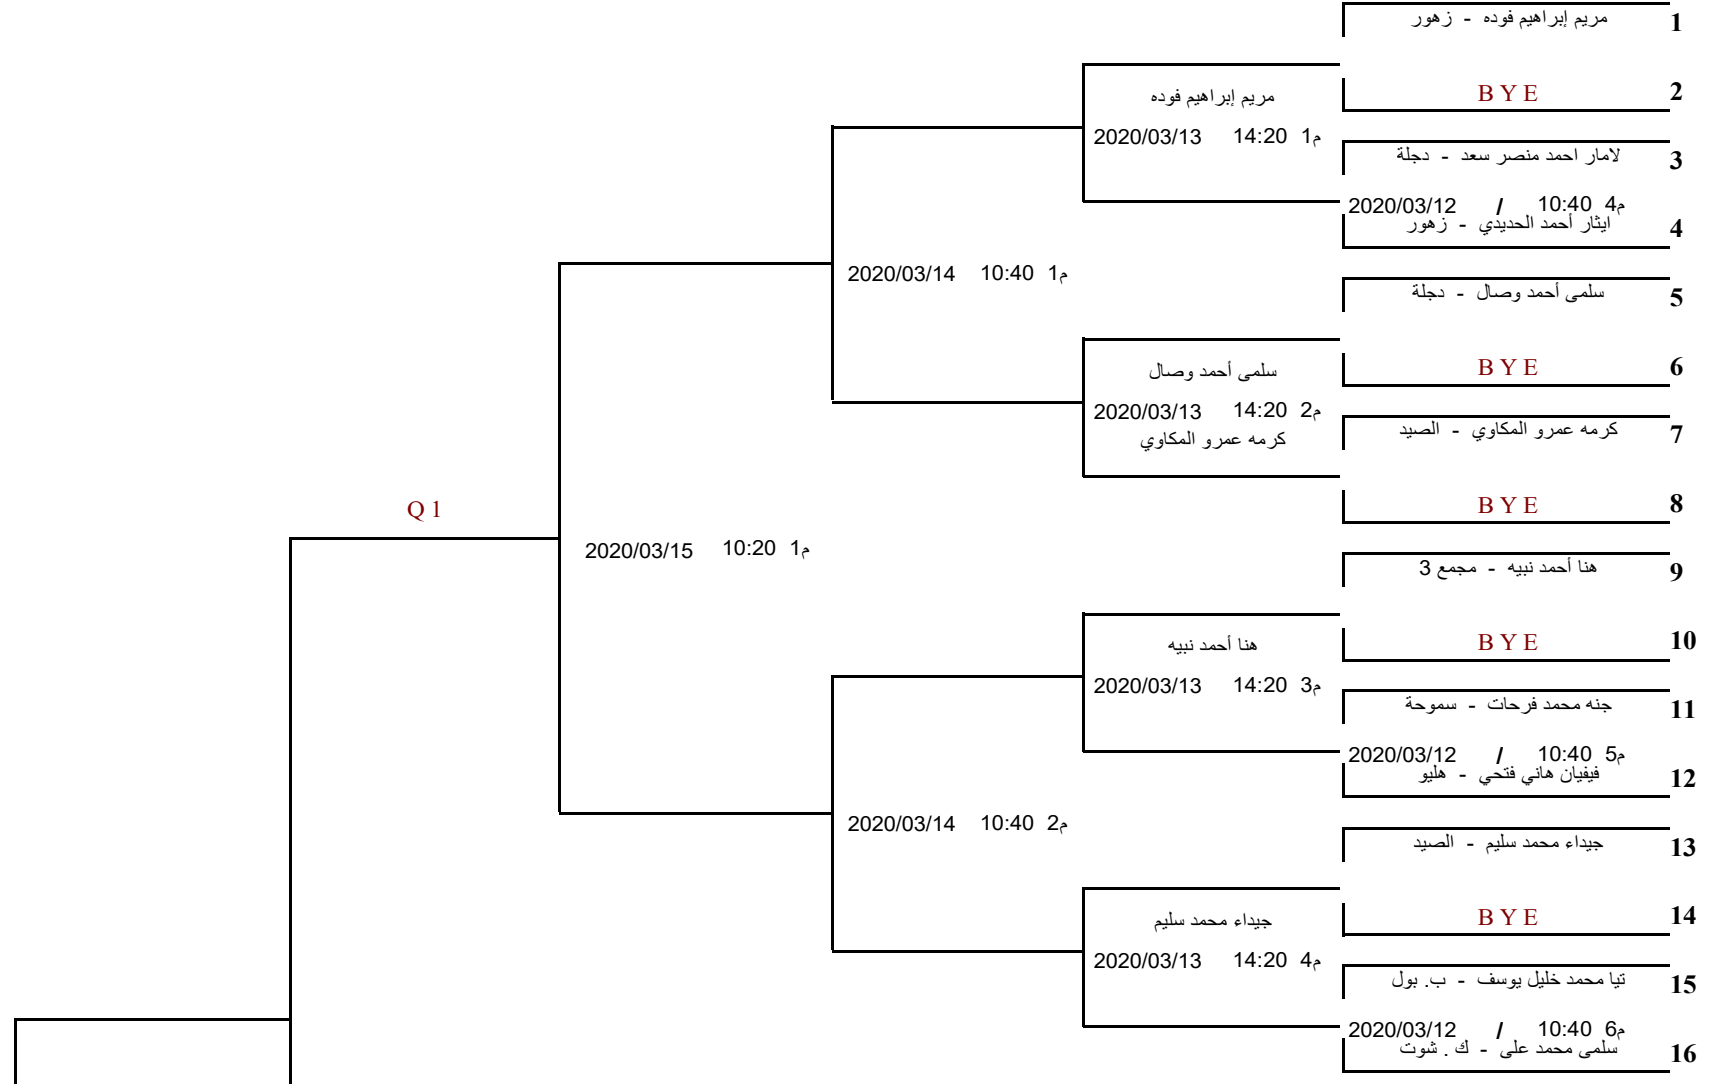 1 مريم إبراهيم فوده - زهور
2 B Y E
مريم إبراهيم فوده
م1 14:20 2020/03/13
3 لامار احمد منصر سعد - دجلة
م4 10:40 / 2020/03/12
4 ايثار أحمد الحديدي - زهور
م1 10:40 2020/03/14
5 سلمى أحمد وصال - دجلة
6 B Y E
سلمى أحمد وصال
م2 14:20 2020/03/13
كرمه عمرو المكاوي
7 كرمه عمرو المكاوي - الصيد
8 B Y E
Q 1
م1 10:20 2020/03/15
9 هنا أحمد نبيه - مجمع 3
10 B Y E
هنا أحمد نبيه
م3 14:20 2020/03/13
11 جنه محمد فرحات - سموحة
م5 10:40 / 2020/03/12
12 فيفيان هاني فتحي - هليو
م2 10:40 2020/03/14
13 جيداء محمد سليم - الصيد
14 B Y E
جيداء محمد سليم
م4 14:20 2020/03/13
15 تيا محمد خليل يوسف - ب. بول
م6 10:40 / 2020/03/12
16 سلمى محمد على - ك . شوت